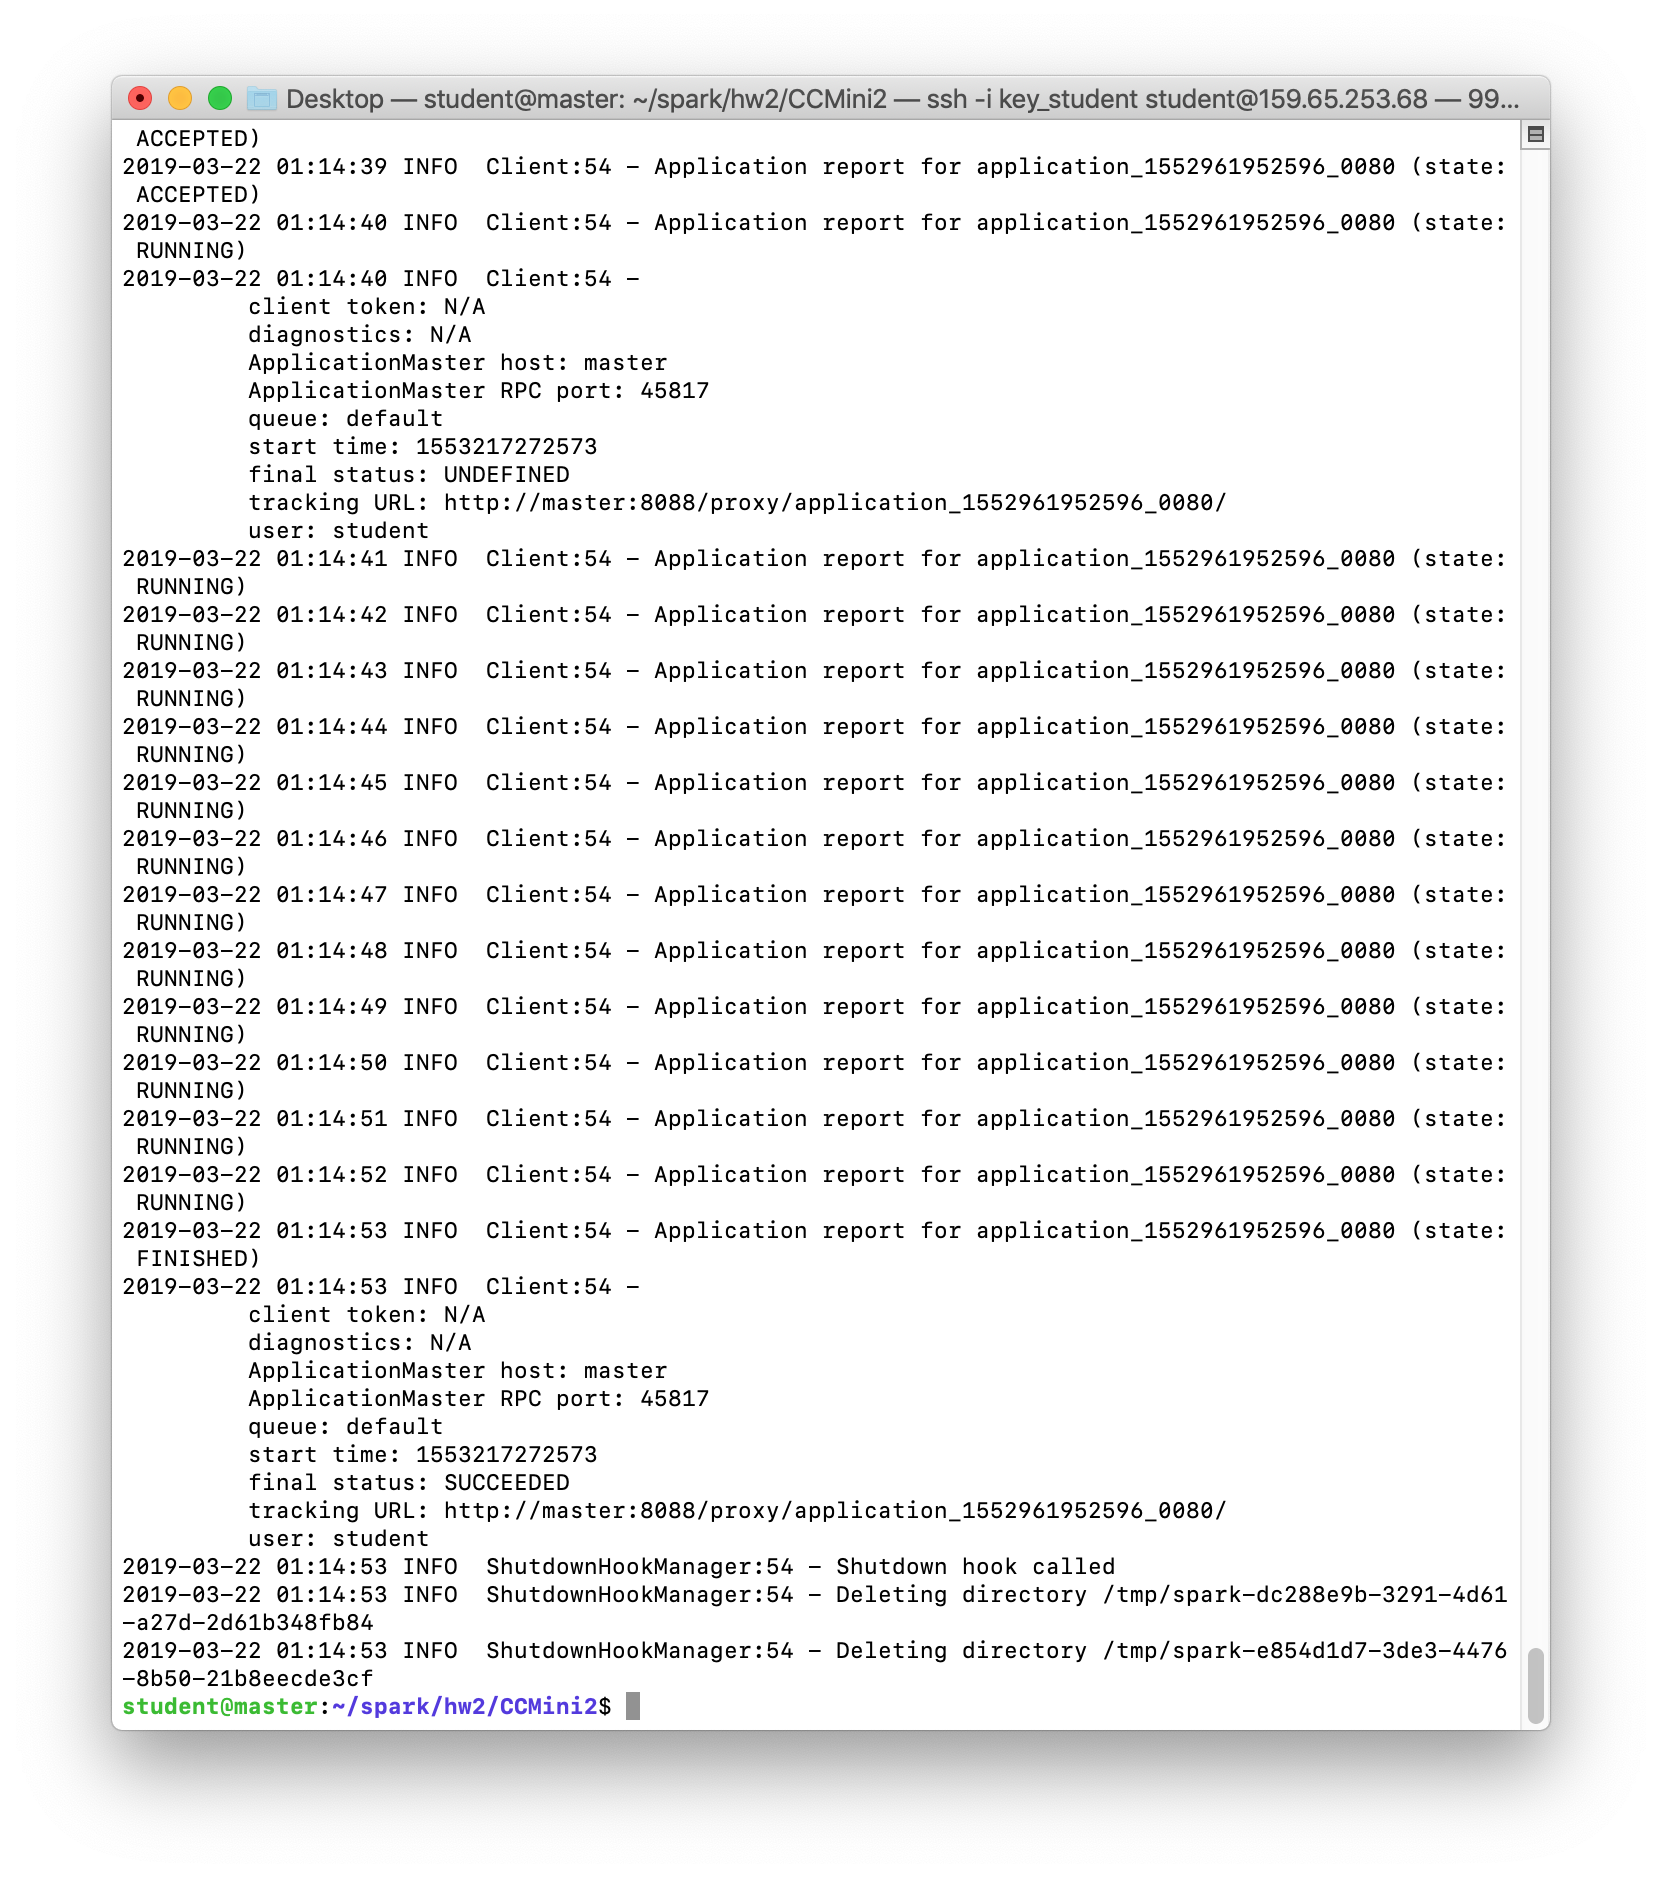 Desktop — student@master: ~/spark/hw2/CCMini2 — ssh -i key_student student@159.65.253.68 — 99...
ACCEPTED)
2019-03-22 01:14:39 INFO  Client:54 - Application report for application_1552961952596_0080 (state:
 ACCEPTED)
2019-03-22 01:14:40 INFO  Client:54 - Application report for application_1552961952596_0080 (state:
 RUNNING)
2019-03-22 01:14:40 INFO  Client:54 -
         client token: N/A
         diagnostics: N/A
         ApplicationMaster host: master
         ApplicationMaster RPC port: 45817
         queue: default
         start time: 1553217272573
         final status: UNDEFINED
         tracking URL: http://master:8088/proxy/application_1552961952596_0080/
         user: student
2019-03-22 01:14:41 INFO  Client:54 - Application report for application_1552961952596_0080 (state:
 RUNNING)
2019-03-22 01:14:42 INFO  Client:54 - Application report for application_1552961952596_0080 (state:
 RUNNING)
2019-03-22 01:14:43 INFO  Client:54 - Application report for application_1552961952596_0080 (state:
 RUNNING)
2019-03-22 01:14:44 INFO  Client:54 - Application report for application_1552961952596_0080 (state:
 RUNNING)
2019-03-22 01:14:45 INFO  Client:54 - Application report for application_1552961952596_0080 (state:
 RUNNING)
2019-03-22 01:14:46 INFO  Client:54 - Application report for application_1552961952596_0080 (state:
 RUNNING)
2019-03-22 01:14:47 INFO  Client:54 - Application report for application_1552961952596_0080 (state:
 RUNNING)
2019-03-22 01:14:48 INFO  Client:54 - Application report for application_1552961952596_0080 (state:
 RUNNING)
2019-03-22 01:14:49 INFO  Client:54 - Application report for application_1552961952596_0080 (state:
 RUNNING)
2019-03-22 01:14:50 INFO  Client:54 - Application report for application_1552961952596_0080 (state:
 RUNNING)
2019-03-22 01:14:51 INFO  Client:54 - Application report for application_1552961952596_0080 (state:
 RUNNING)
2019-03-22 01:14:52 INFO  Client:54 - Application report for application_1552961952596_0080 (state:
 RUNNING)
2019-03-22 01:14:53 INFO  Client:54 - Application report for application_1552961952596_0080 (state:
 FINISHED)
2019-03-22 01:14:53 INFO  Client:54 -
         client token: N/A
         diagnostics: N/A
         ApplicationMaster host: master
         ApplicationMaster RPC port: 45817
         queue: default
         start time: 1553217272573
         final status: SUCCEEDED
         tracking URL: http://master:8088/proxy/application_1552961952596_0080/
         user: student
2019-03-22 01:14:53 INFO  ShutdownHookManager:54 - Shutdown hook called
2019-03-22 01:14:53 INFO  ShutdownHookManager:54 - Deleting directory /tmp/spark-dc288e9b-3291-4d61
-a27d-2d61b348fb84
2019-03-22 01:14:53 INFO  ShutdownHookManager:54 - Deleting directory /tmp/spark-e854d1d7-3de3-4476
-8b50-21b8eecde3cf
student@master:~/spark/hw2/CCMini2$